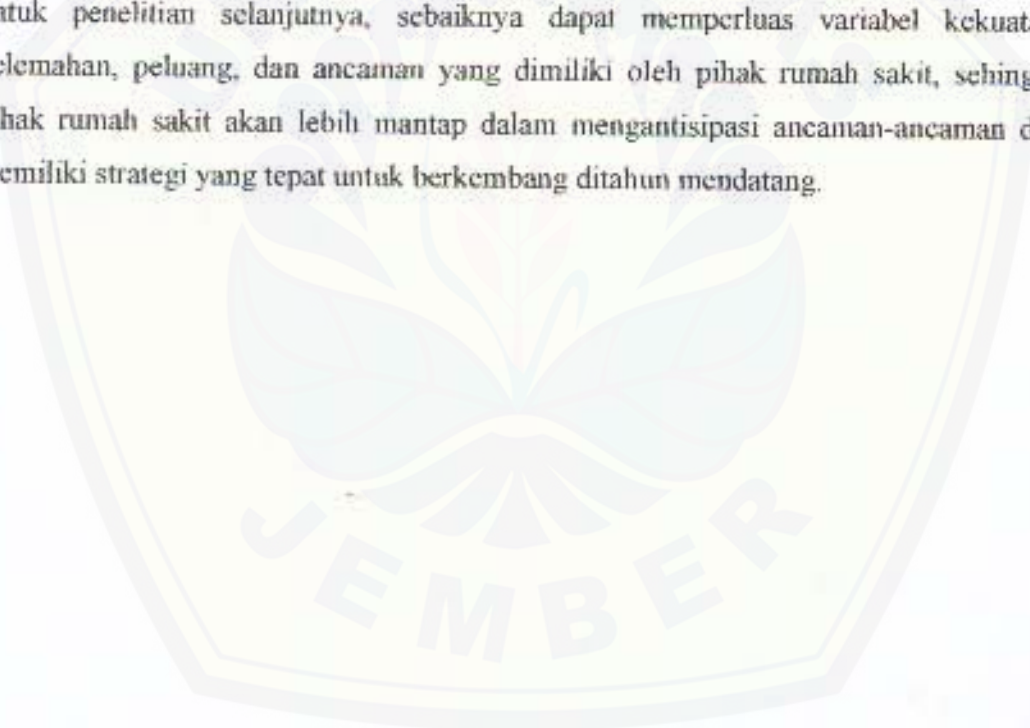 ntuk penelitian selanjutnya, sebaiknya dapat memperluas variabel kekuat
elemahan, peluang, dan ancaman yang dimiliki oleh pihak rumah sakit, sehing
hak rumah sakit akan lebih mantap dalam mengantisipasi ancaman-ancaman d
emiliki strategi yang tepat untuk berkembang ditahun mendatang.
JEMBER